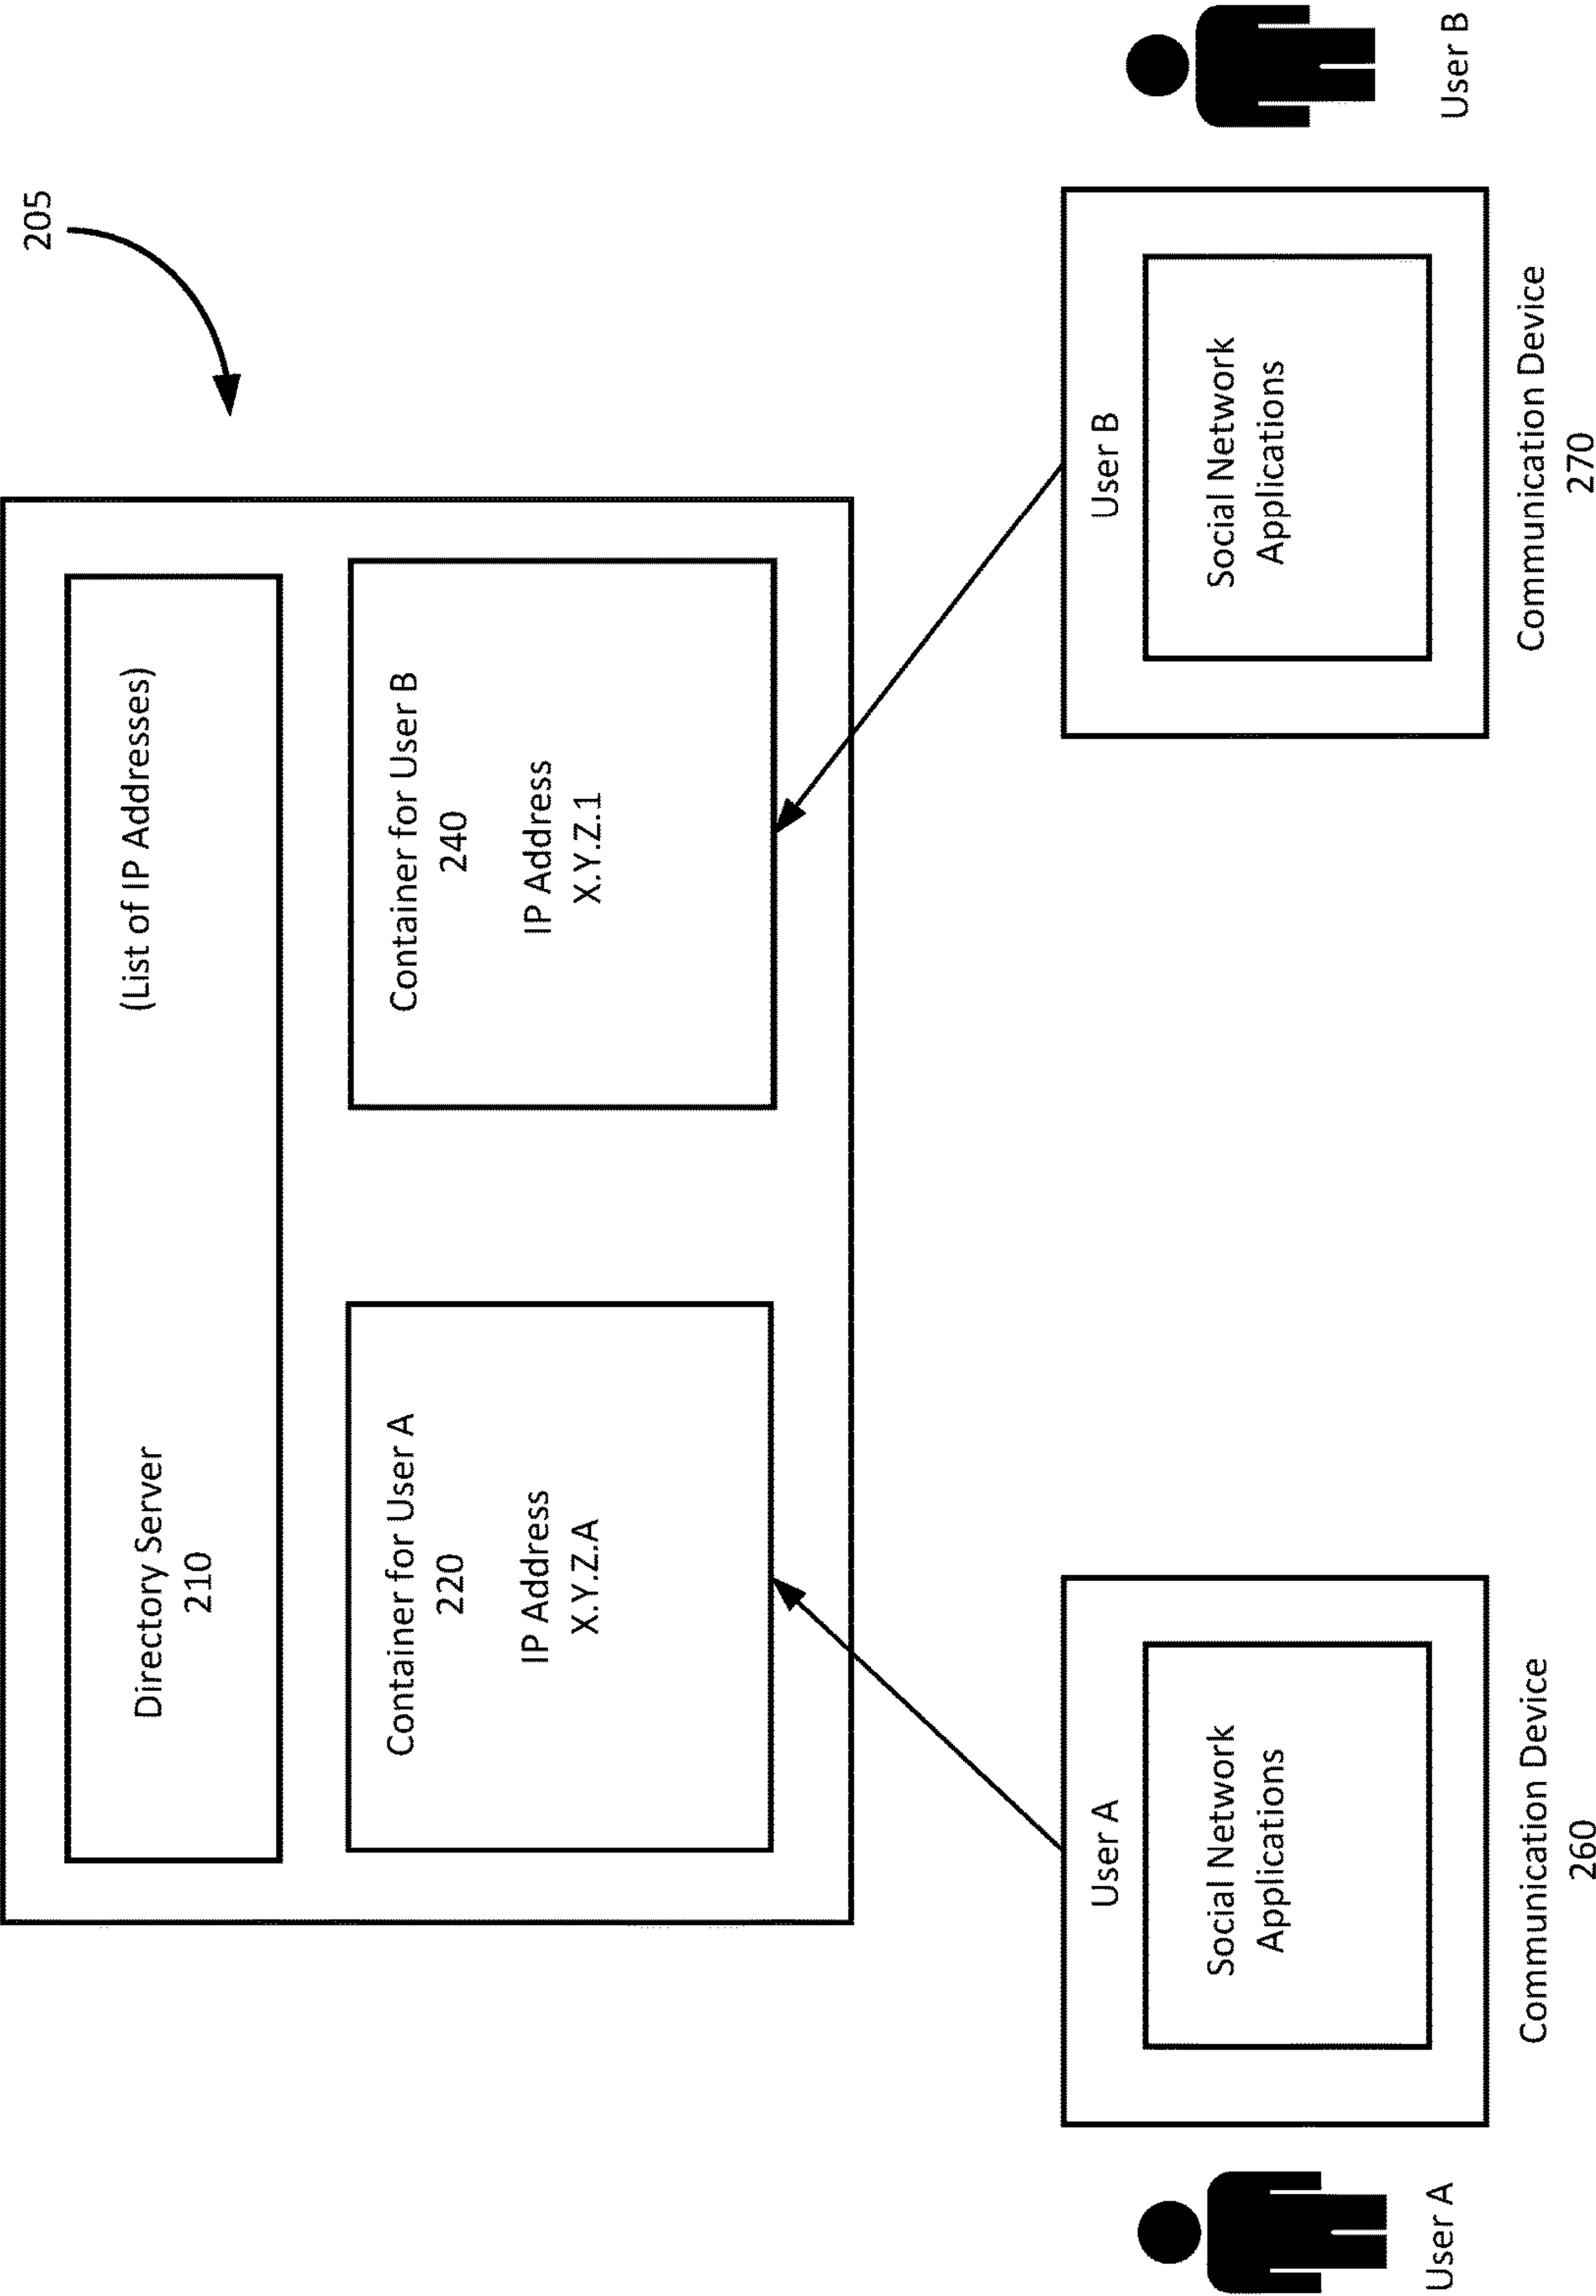 205
Directory Server
210
(List of IP Addresses)
Container for User A
220
IP Address
X.Y.Z.A
Container for User B
240
IP Address
X.Y.Z.1
User A
User A
Social Network
Applications
Communication Device
260
User B
Social Network
Applications
Communication Device
270
User B